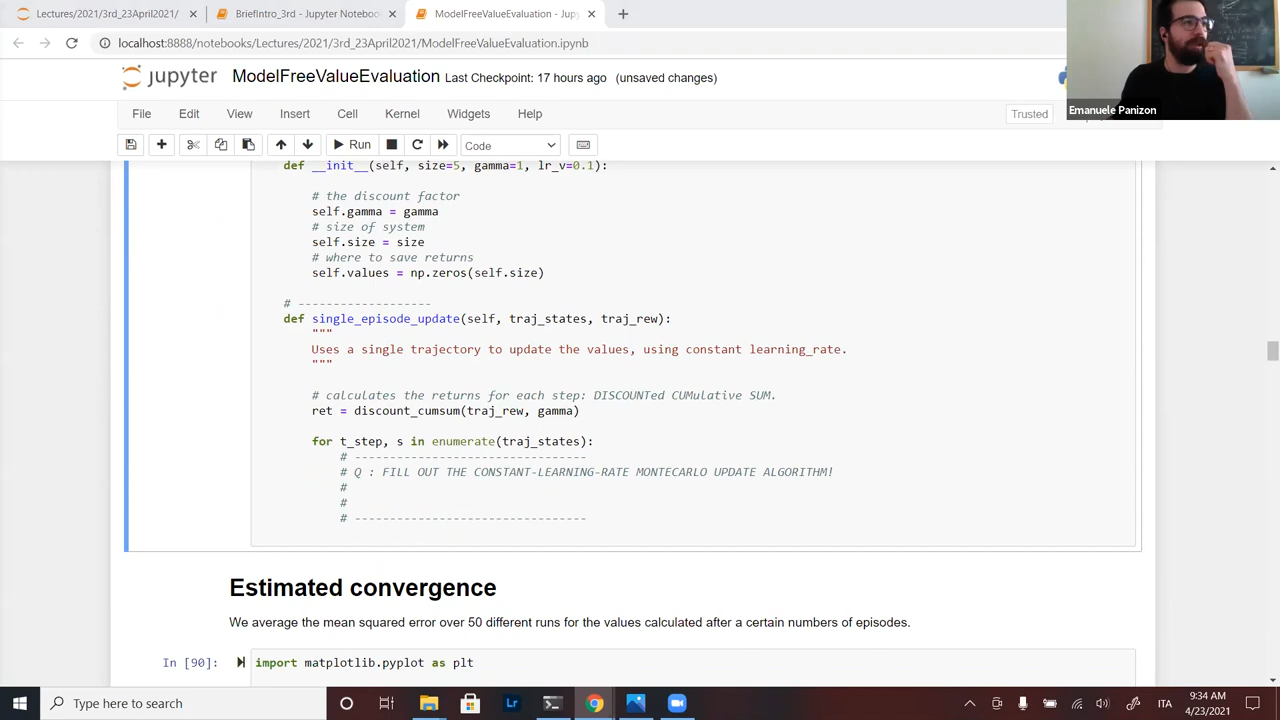 Lectures/2021/3rd_23April2021/
BriefIntro_3rd - Jupyter Notebook
ModelFreeValueEvaluation - Jup
localhost:8888/notebooks/Lectures/2021/3rd_23April2021/ModelFreeValueEvaluation.ipynb
jupyter ModelFreeValueEvaluation Last Checkpoint: 17 hours ago (unsaved changes)
Emanuele Panizon
File Edit View Insert Cell Kernel Widgets Help
Trusted
Run
Code
def __init__(self, size=5, gamma=1, lr_v=0.1):
# the discount factor
self.gamma = gamma
# size of system
self.size = size
# where to save returns
self.values = np.zeros(self.size)
# -------------------
def single_episode_update(self, traj_states, traj_rew):
"""
Uses a single trajectory to update the values, using constant learning_rate.
"""
# calculates the returns for each step: DISCOUNTed CUMulative SUM.
ret = discount_cumsum(traj_rew, gamma)
for t_step, s in enumerate(traj_states):
# ---------------------------------
# Q : FILL OUT THE CONSTANT-LEARNING-RATE MONTECARLO UPDATE ALGORITHM!
#
#
# ---------------------------------
Estimated convergence
We average the mean squared error over 50 different runs for the values calculated after a certain numbers of episodes.
In [90]:
import matplotlib.pyplot as plt
Type here to search
Lr
ITA
9:34 AM
4/23/2021